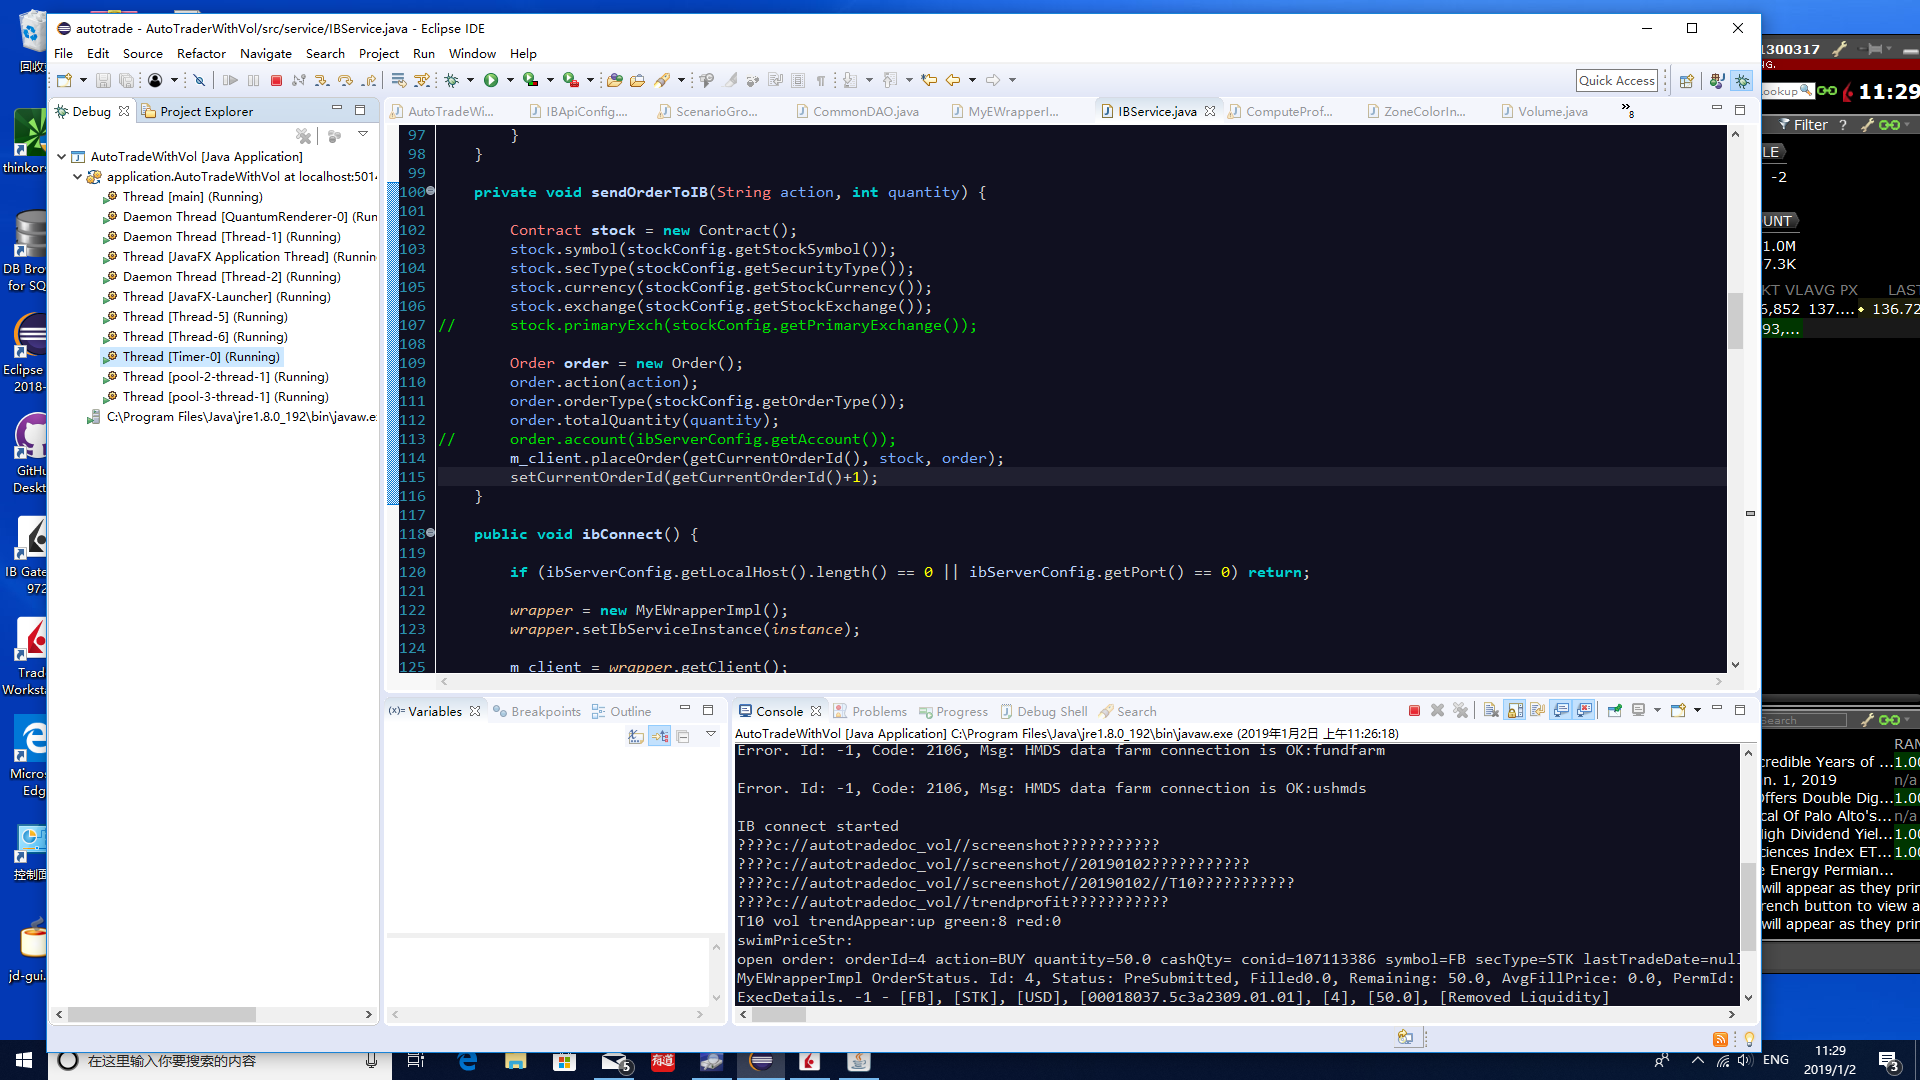 autotrade - AutoTraderWithVol/src/service/IBService.java - Eclipse IDE
File Edit Source Refactor Navigate Search Project Run Window Help
Quick Access
Debug
Project Explorer
AutoTradeWithVol [Java Application]
application.AutoTradeWithVol at localhost:501
Thread [main] (Running)
Daemon Thread [QuantumRenderer-0] (Run
Daemon Thread [Thread-1] (Running)
Thread [JavaFX Application Thread] (Runnin
Daemon Thread [Thread-2] (Running)
Thread [JavaFX-Launcher] (Running)
Thread [Thread-5] (Running)
Thread [Thread-6] (Running)
Thread [Timer-0] (Running)
Thread [pool-2-thread-1] (Running)
Thread [pool-3-thread-1] (Running)
C:\Program Files\Java\jre1.8.0_192\bin\javaw.e
AutoTradeWi... IBApiConfig.... ScenarioGro... CommonDAO.java MyEWrapperI... IBService.java ComputeProf... ZoneColorIn... Volume.java »8
97 }
98 }
99
100 private void sendOrderToIB(String action, int quantity) {
101
102 Contract stock = new Contract();
103 stock.symbol(stockConfig.getStockSymbol());
104 stock.secType(stockConfig.getSecurityType());
105 stock.currency(stockConfig.getStockCurrency());
106 stock.exchange(stockConfig.getStockExchange());
107 // stock.primaryExch(stockConfig.getPrimaryExchange());
108
109 Order order = new Order();
110 order.action(action);
111 order.orderType(stockConfig.getOrderType());
112 order.totalQuantity(quantity);
113 // order.account(ibServerConfig.getAccount());
114 m_client.placeOrder(getCurrentOrderId(), stock, order);
115 setCurrentOrderId(getCurrentOrderId()+1);
116 }
117
118 public void ibConnect() {
119
120 if (ibServerConfig.getLocalHost().length() == 0 || ibServerConfig.getPort() == 0) return;
121
122 wrapper = new MyEWrapperImpl();
123 wrapper.setIbServiceInstance(instance);
124
125 m_client = wrapper.getClient();
(x)= Variables Breakpoints Outline
Console Problems Progress Debug Shell Search
AutoTradeWithVol [Java Application] C:\Program Files\Java\jre1.8.0_192\bin\javaw.exe (2019年1月2日 上午11:26:18)
Error. Id: -1, Code: 2106, Msg: HMDS data farm connection is OK:fundfarm
Error. Id: -1, Code: 2106, Msg: HMDS data farm connection is OK:ushmds
IB connect started
????c://autotradedoc_vol//screenshot???????????
????c://autotradedoc_vol//screenshot//20190102???????????
????c://autotradedoc_vol//screenshot//20190102//T10???????????
????c://autotradedoc_vol//trendprofit???????????
T10 vol trendAppear:up green:8 red:0
swimPriceStr:
open order: orderId=4 action=BUY quantity=50.0 cashQty= conid=107113386 symbol=FB secType=STK lastTradeDate=null
MyEWrapperImpl OrderStatus. Id: 4, Status: PreSubmitted, Filled0.0, Remaining: 50.0, AvgFillPrice: 0.0, PermId:
ExecDetails. -1 - [FB], [STK], [USD], [00018037.5c3a2309.01.01], [4], [50.0], [Removed Liquidity]
回收
thinkors
DB Bro
for SQ
Eclipse
2018-
GitHu
Deskt
IB Gate
972
Trad
Worksta
Micros
Edg
控制面
jd-gui.
1300317
NG.
ookup
11:29
Filter ?
LE
-2
UNT
1.0M
7.3K
KT VL AVG PX LAS
6,852 137.... 136.72
93,...
Search
RAN
credible Years of ... 1.00
n. 1, 2019 n/a
Offers Double Dig... 1.00
cal Of Palo Alto's... n/a
High Dividend Yiel... 1.00
ciences Index ET... 1.00
e Energy Permian...
will appear as they prin
rench button to view a
will appear as they prin
在这里输入你要搜索的内容
5
有道
ENG
11:29
2019/1/2
3